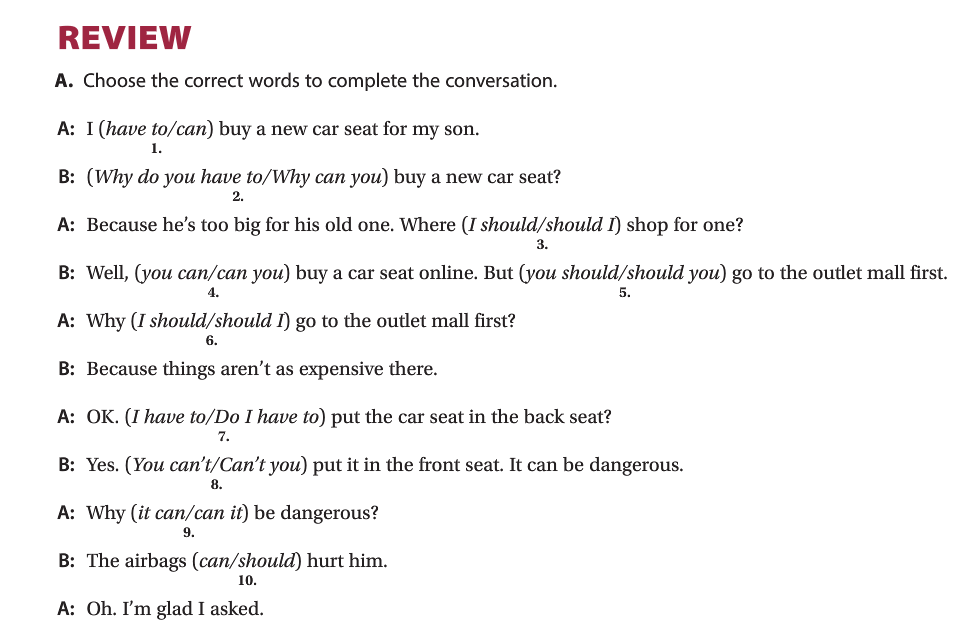 REVIEW
A. Choose the correct words to complete the conversation.
A: I (have to/can) buy a new car seat for my son.
1.
B: (Why do you have to/Why can you) buy a new car seat?
2.
A: Because he’s too big for his old one. Where (I should/should I) shop for one?
3.
B: Well, (you can/can you) buy a car seat online. But (you should/should you) go to the outlet mall first.
4. 5.
A: Why (I should/should I) go to the outlet mall first?
6.
B: Because things aren’t as expensive there.
A: OK. (I have to/Do I have to) put the car seat in the back seat?
7.
B: Yes. (You can’t/Can’t you) put it in the front seat. It can be dangerous.
8.
A: Why (it can/can it) be dangerous?
9.
B: The airbags (can/should) hurt him.
10.
A: Oh. I’m glad I asked.